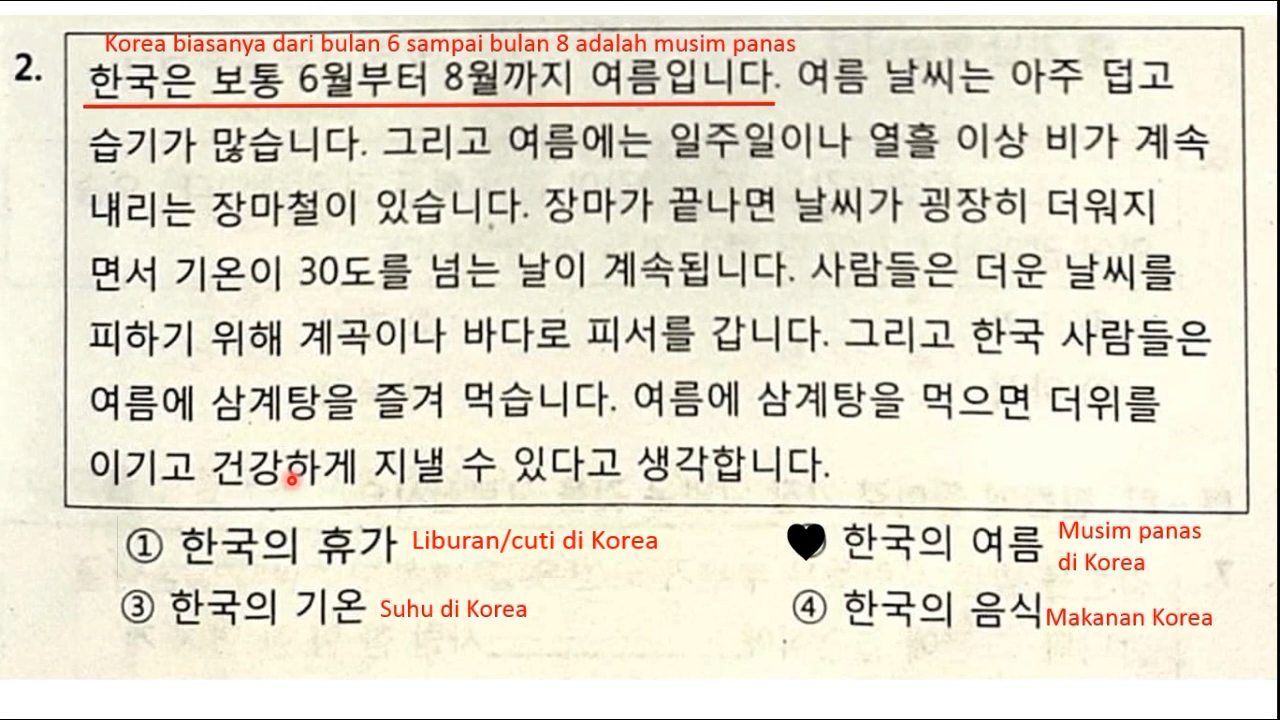 Korea biasanya dari bulan 6 sampai bulan 8 adalah musim panas
2.
한국은 보통 6월부터 8월까지 여름입니다. 여름 날씨는 아주 덥고
습기가 많습니다. 그리고 여름에는 일주일이나 열흘 이상 비가 계속
내리는 장마철이 있습니다. 장마가 끝나면 날씨가 굉장히 더워지
면서 기온이 30도를 넘는 날이 계속됩니다. 사람들은 더운 날씨를
피하기 위해 계곡이나 바다로 피서를 갑니다. 그리고 한국 사람들은
여름에 삼계탕을 즐겨 먹습니다. 여름에 삼계탕을 먹으면 더위를
이기고 건강하게 지낼 수 있다고 생각합니다.
① 한국의 휴가 Liburan/cuti di Korea
한국의 여름 Musim panas
di Korea
③ 한국의 기온 Suhu di Korea
④ 한국의 음식 Makanan Korea